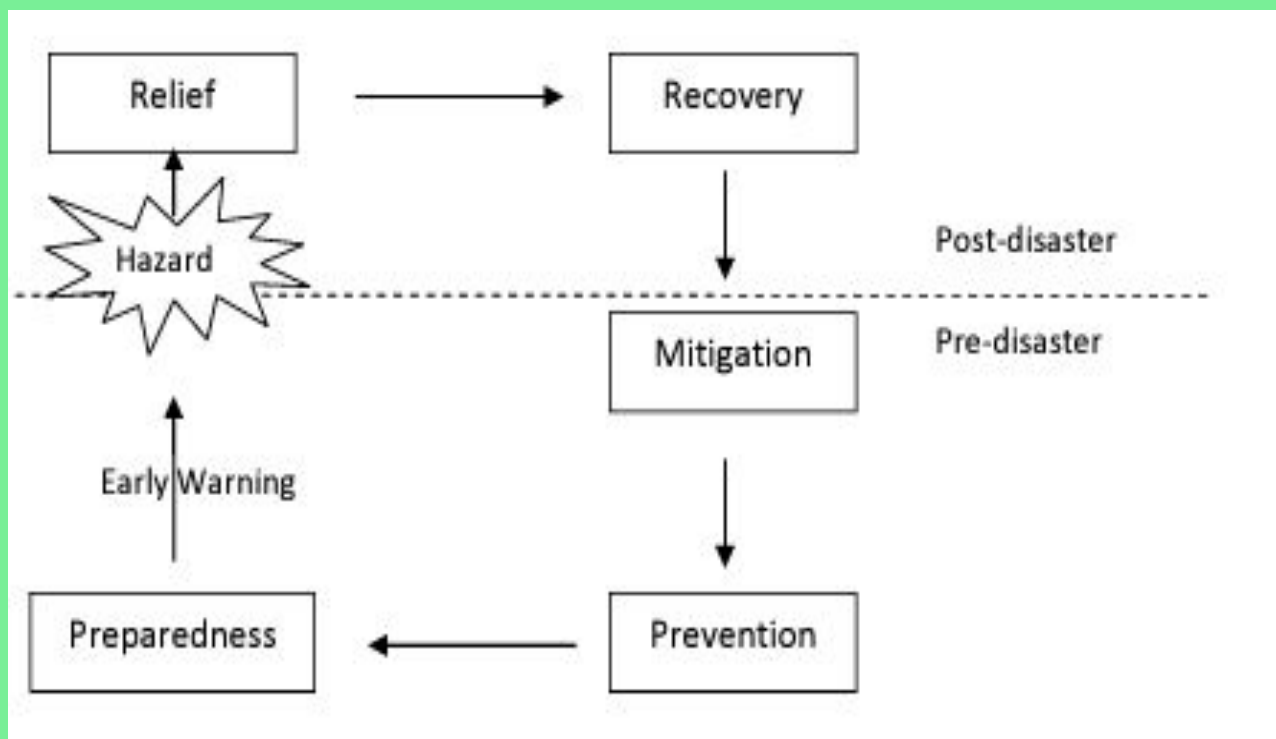 Relief
Recovery
Hazard
Post-disaster
Mitigation
Pre-disaster
Early Warning
Preparedness
Prevention